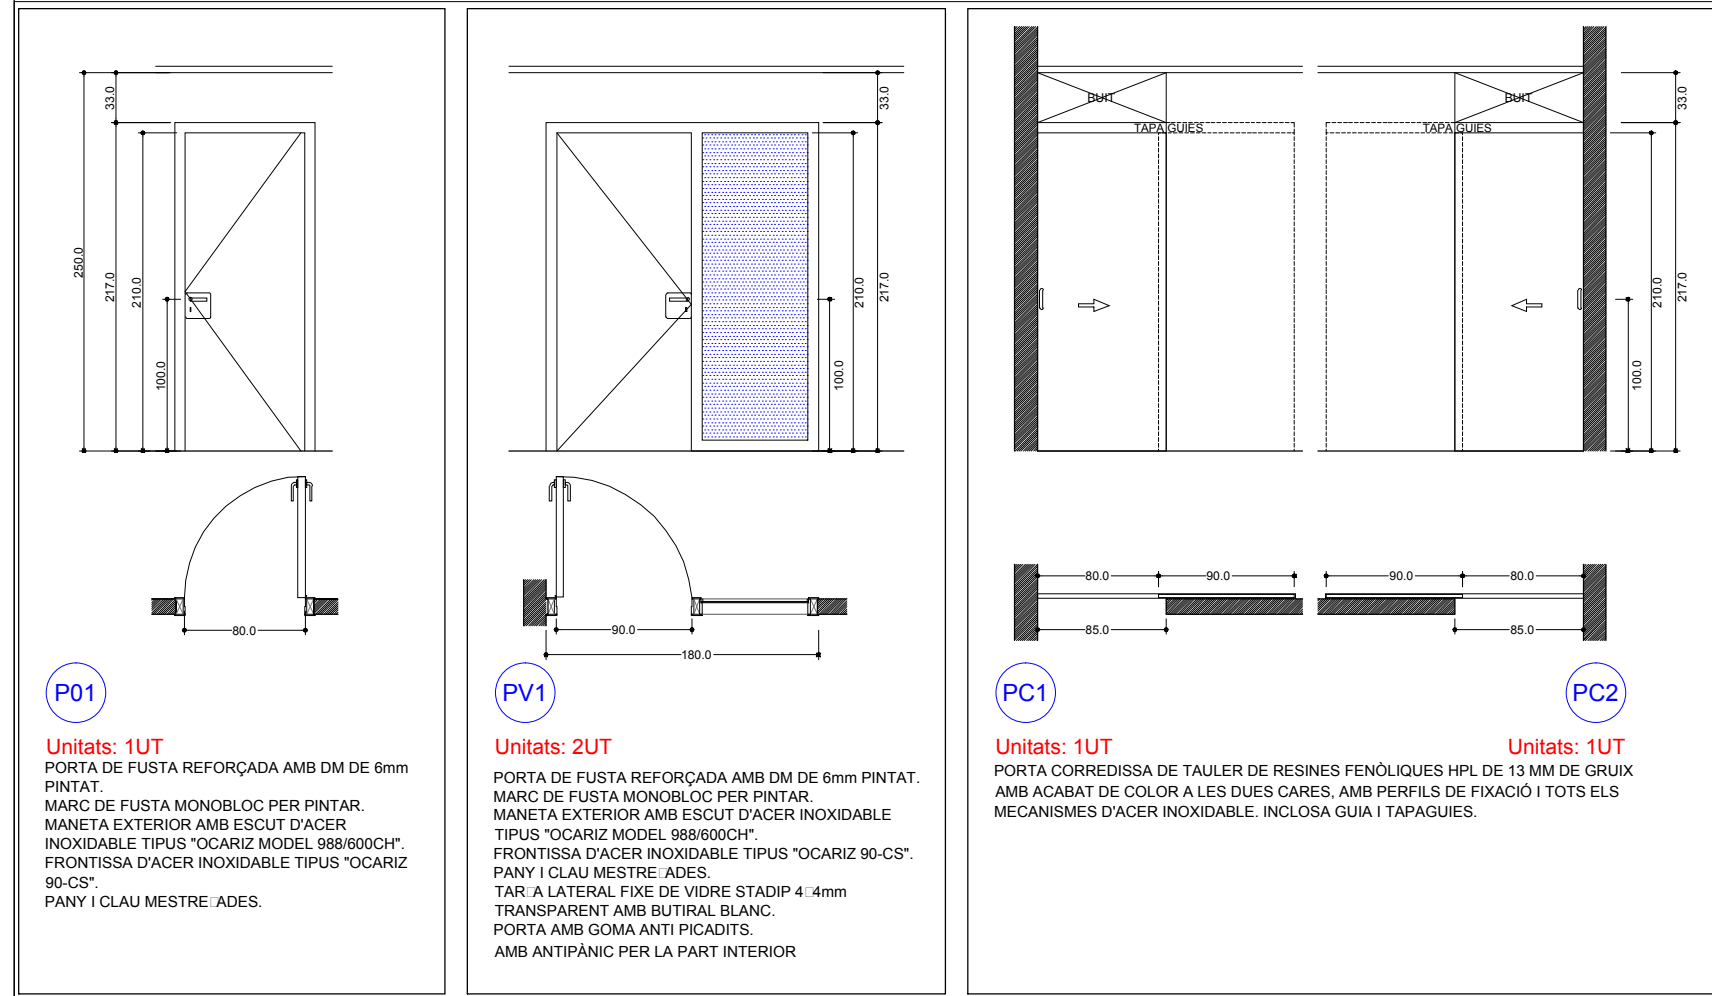 33.0
250.0
217.0
210.0
100.0
80.0
P01
Unitats: 1UT
PORTA DE FUSTA REFORÇADA AMB DM DE 6mm
PINTAT.
MARC DE FUSTA MONOBLOC PER PINTAR.
MANETA EXTERIOR AMB ESCUT D'ACER
INOXIDABLE TIPUS "OCARIZ MODEL 988/600CH".
FRONTISSA D'ACER INOXIDABLE TIPUS "OCARIZ
90-CS".
PANY I CLAU MESTRE□ADES.
33.0
210.0
217.0
100.0
90.0
180.0
PV1
Unitats: 2UT
PORTA DE FUSTA REFORÇADA AMB DM DE 6mm PINTAT.
MARC DE FUSTA MONOBLOC PER PINTAR.
MANETA EXTERIOR AMB ESCUT D'ACER INOXIDABLE
TIPUS "OCARIZ MODEL 988/600CH".
FRONTISSA D'ACER INOXIDABLE TIPUS "OCARIZ 90-CS".
PANY I CLAU MESTRE□ADES.
TAR□A LATERAL FIXE DE VIDRE STADIP 4□4mm
TRANSPARENT AMB BUTIRAL BLANC.
PORTA AMB GOMA ANTI PICADITS.
AMB ANTIPÀNIC PER LA PART INTERIOR
BUIT
BUIT
33.0
TAPA GUIES
TAPA GUIES
210.0
217.0
100.0
80.0
90.0
90.0
80.0
85.0
85.0
PC1
PC2
Unitats: 1UT
Unitats: 1UT
PORTA CORREDISSA DE TAULER DE RESINES FENÒLIQUES HPL DE 13 MM DE GRUIX
AMB ACABAT DE COLOR A LES DUES CARES, AMB PERFILS DE FIXACIÓ I TOTS ELS
MECANISMES D'ACER INOXIDABLE. INCLOSA GUIA I TAPAGUIES.